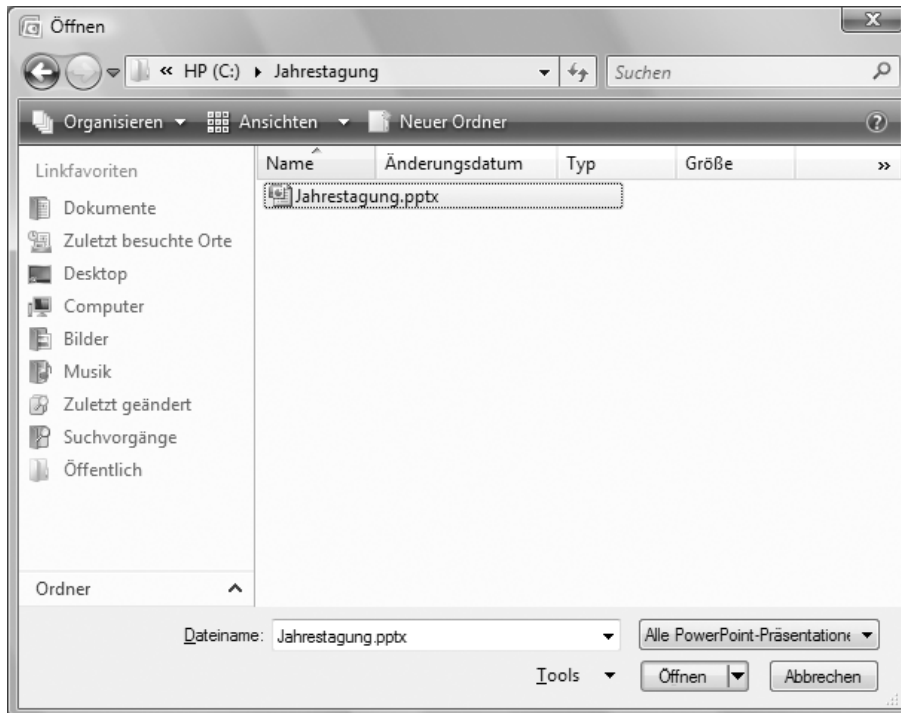 Öffnen
« HP (C:) ▸ Jahrestagung
Suchen
Organisieren Ansichten Neuer Ordner
Linkfavoriten
Dokumente
Zuletzt besuchte Orte
Desktop
Computer
Bilder
Musik
Zuletzt geändert
Suchvorgänge
Öffentlich
Ordner
Name Änderungsdatum Typ Größe »
Jahrestagung.pptx
Dateiname: Jahrestagung.pptx
Alle PowerPoint-Präsentatione
Tools Öffnen Abbrechen